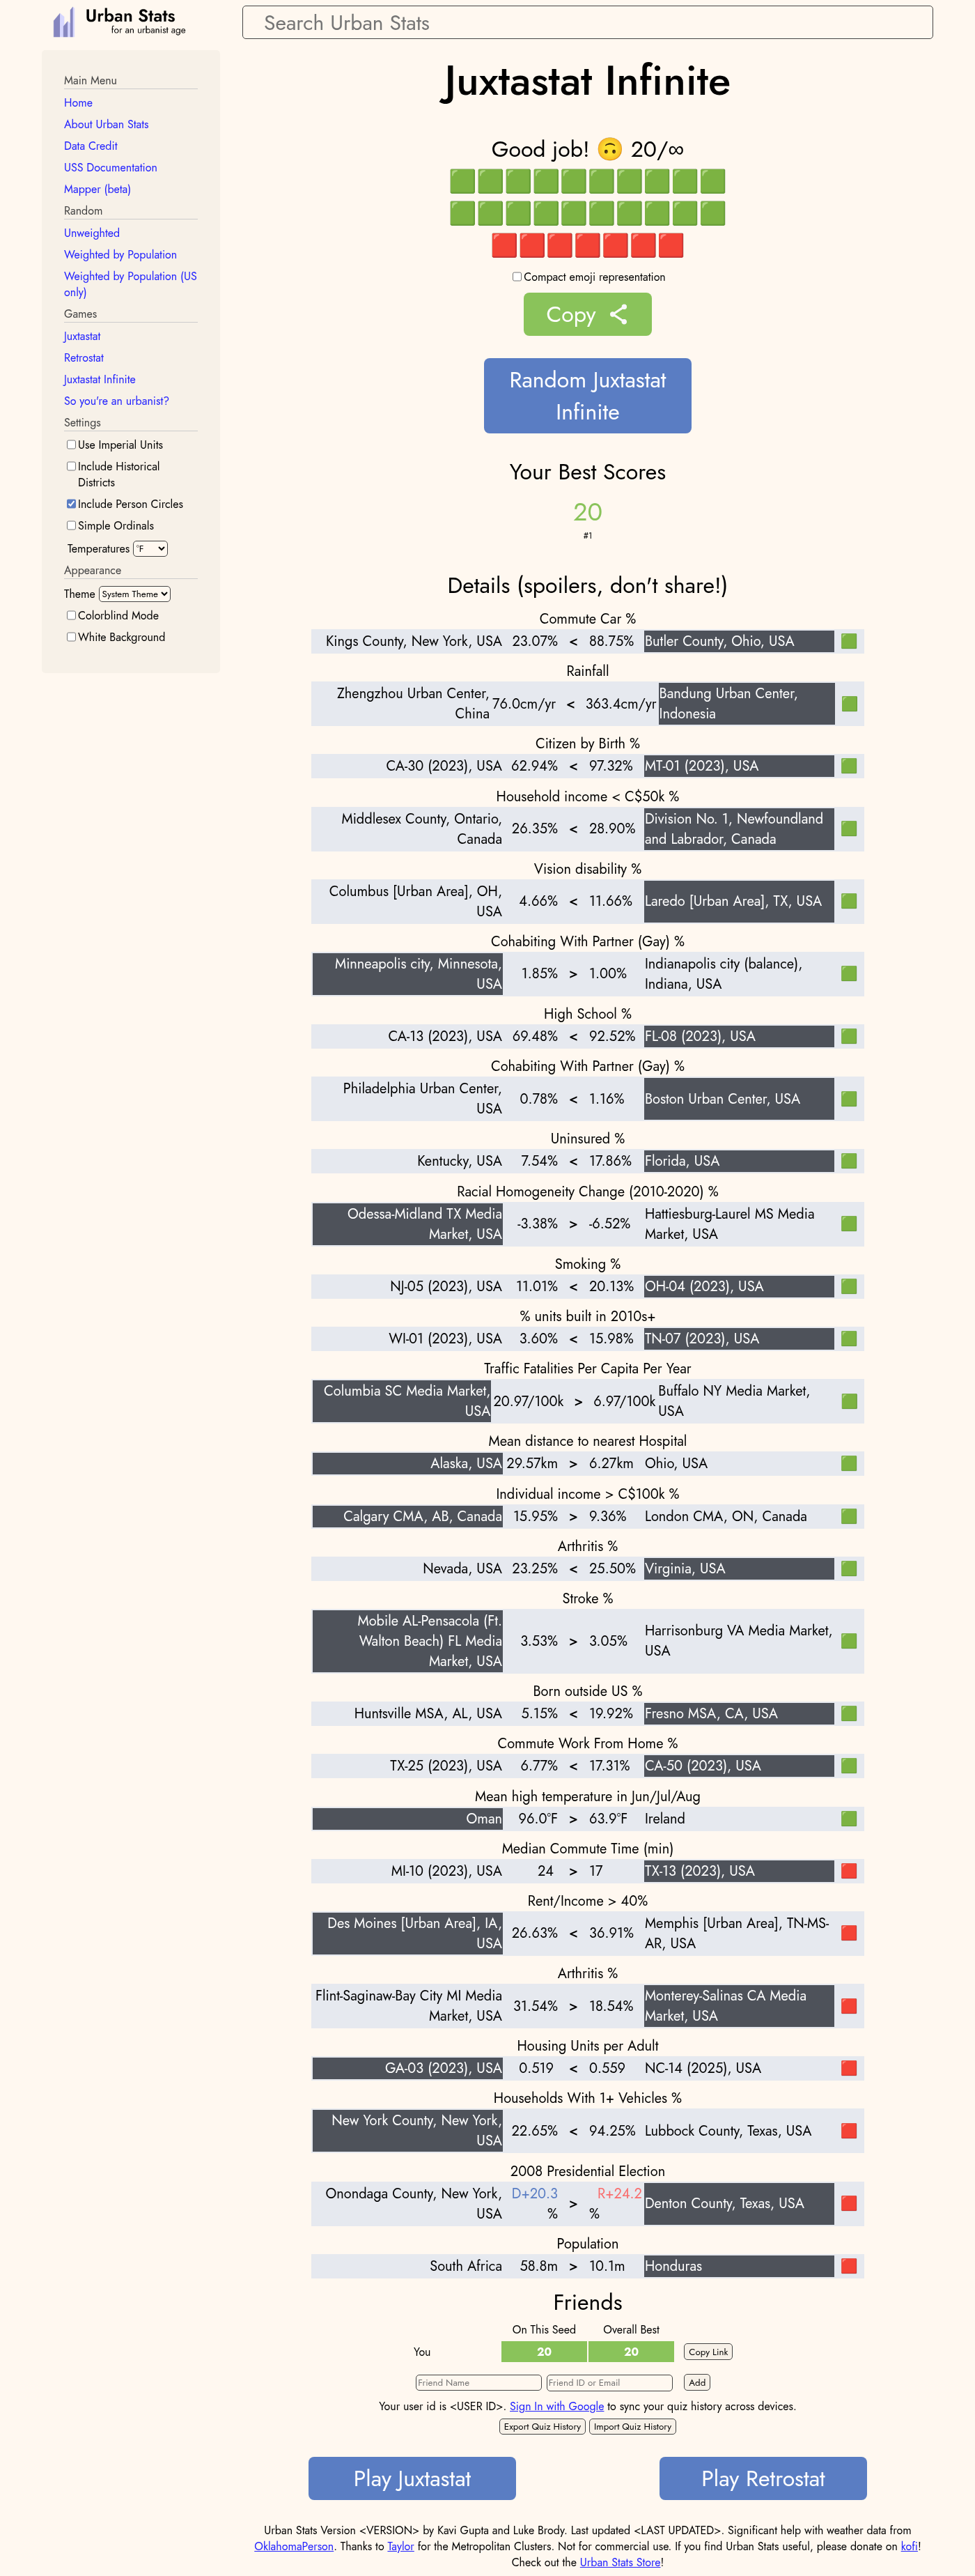 Urban Stats
for an urbanist age
Search Urban Stats
Main Menu
Home
About Urban Stats
Data Credit
USS Documentation
Mapper (beta)
Random
Unweighted
Weighted by Population
Weighted by Population (US
only)
Games
Juxtastat
Retrostat
Juxtastat Infinite
So you're an urbanist?
Settings
Use Imperial Units
Include Historical
Districts
Include Person Circles
Simple Ordinals
Temperatures °F
Appearance
Theme System Theme
Colorblind Mode
White Background
Juxtastat Infinite
Good job! 🙃 20/∞
🟩🟩🟩🟩🟩🟩🟩🟩🟩🟩
🟩🟩🟩🟩🟩🟩🟩🟩🟩🟩
🟥🟥🟥🟥🟥🟥🟥
Compact emoji representation
Copy
Random Juxtastat
Infinite
Your Best Scores
20
#1
Details (spoilers, don't share!)
Commute Car %
Kings County, New York, USA 23.07% < 88.75% Butler County, Ohio, USA 🟩
Rainfall
Zhengzhou Urban Center,
China 76.0cm/yr < 363.4cm/yr Bandung Urban Center,
Indonesia 🟩
Citizen by Birth %
CA-30 (2023), USA 62.94% < 97.32% MT-01 (2023), USA 🟩
Household income < C$50k %
Middlesex County, Ontario,
Canada 26.35% < 28.90% Division No. 1, Newfoundland
and Labrador, Canada 🟩
Vision disability %
Columbus [Urban Area], OH,
USA 4.66% < 11.66% Laredo [Urban Area], TX, USA 🟩
Cohabiting With Partner (Gay) %
Minneapolis city, Minnesota,
USA 1.85% > 1.00% Indianapolis city (balance),
Indiana, USA 🟩
High School %
CA-13 (2023), USA 69.48% < 92.52% FL-08 (2023), USA 🟩
Cohabiting With Partner (Gay) %
Philadelphia Urban Center,
USA 0.78% < 1.16% Boston Urban Center, USA 🟩
Uninsured %
Kentucky, USA 7.54% < 17.86% Florida, USA 🟩
Racial Homogeneity Change (2010-2020) %
Odessa-Midland TX Media
Market, USA -3.38% > -6.52% Hattiesburg-Laurel MS Media
Market, USA 🟩
Smoking %
NJ-05 (2023), USA 11.01% < 20.13% OH-04 (2023), USA 🟩
% units built in 2010s+
WI-01 (2023), USA 3.60% < 15.98% TN-07 (2023), USA 🟩
Traffic Fatalities Per Capita Per Year
Columbia SC Media Market,
USA 20.97/100k > 6.97/100k Buffalo NY Media Market,
USA 🟩
Mean distance to nearest Hospital
Alaska, USA 29.57km > 6.27km Ohio, USA 🟩
Individual income > C$100k %
Calgary CMA, AB, Canada 15.95% > 9.36% London CMA, ON, Canada 🟩
Arthritis %
Nevada, USA 23.25% < 25.50% Virginia, USA 🟩
Stroke %
Mobile AL-Pensacola (Ft.
Walton Beach) FL Media
Market, USA 3.53% > 3.05% Harrisonburg VA Media Market,
USA 🟩
Born outside US %
Huntsville MSA, AL, USA 5.15% < 19.92% Fresno MSA, CA, USA 🟩
Commute Work From Home %
TX-25 (2023), USA 6.77% < 17.31% CA-50 (2023), USA 🟩
Mean high temperature in Jun/Jul/Aug
Oman 96.0°F > 63.9°F Ireland 🟩
Median Commute Time (min)
MI-10 (2023), USA 24 > 17 TX-13 (2023), USA 🟥
Rent/Income > 40%
Des Moines [Urban Area], IA,
USA 26.63% < 36.91% Memphis [Urban Area], TN-MS-
AR, USA 🟥
Arthritis %
Flint-Saginaw-Bay City MI Media
Market, USA 31.54% > 18.54% Monterey-Salinas CA Media
Market, USA 🟥
Housing Units per Adult
GA-03 (2023), USA 0.519 < 0.559 NC-14 (2025), USA 🟥
Households With 1+ Vehicles %
New York County, New York,
USA 22.65% < 94.25% Lubbock County, Texas, USA 🟥
2008 Presidential Election
Onondaga County, New York,
USA D+20.3
% > R+24.2
% Denton County, Texas, USA 🟥
Population
South Africa 58.8m > 10.1m Honduras 🟥
Friends
On This Seed Overall Best
You 20 20 Copy Link
Friend Name Friend ID or Email Add
Your user id is <USER ID>. Sign In with Google to sync your quiz history across devices.
Export Quiz History Import Quiz History
Play Juxtastat Play Retrostat
Urban Stats Version <VERSION> by Kavi Gupta and Luke Brody. Last updated <LAST UPDATED>. Significant help with weather data from
OklahomaPerson. Thanks to Taylor for the Metropolitan Clusters. Not for commercial use. If you find Urban Stats useful, please donate on kofi!
Check out the Urban Stats Store!